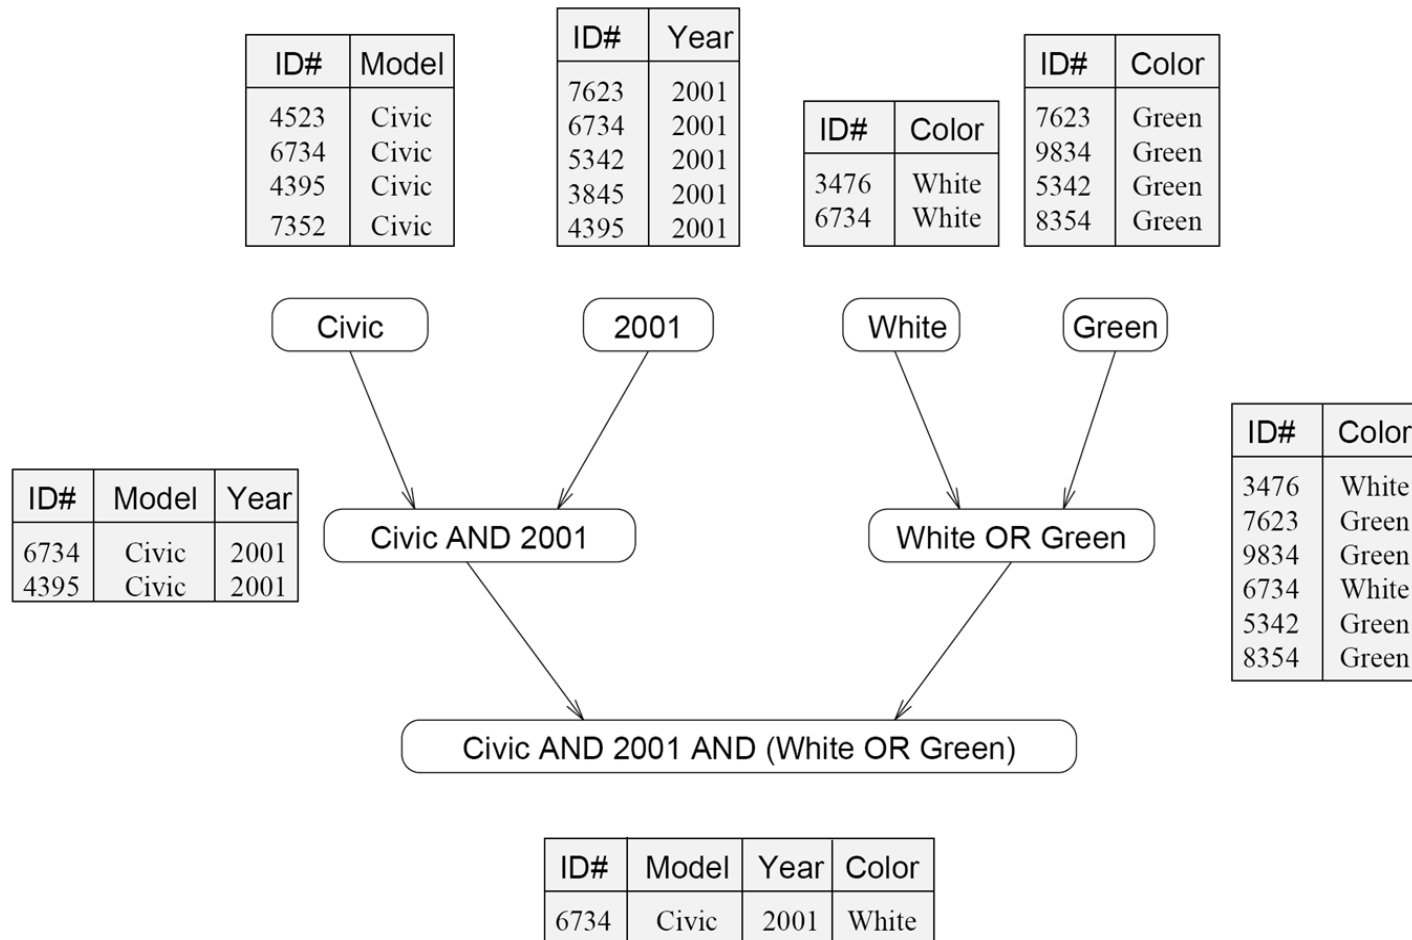 ID# Model
4523 Civic
6734 Civic
4395 Civic
7352 Civic
ID# Year
7623 2001
6734 2001
5342 2001
3845 2001
4395 2001
ID# Color
3476 White
6734 White
ID# Color
7623 Green
9834 Green
5342 Green
8354 Green
Civic
2001
White
Green
ID# Model Year
6734 Civic 2001
4395 Civic 2001
Civic AND 2001
White OR Green
ID# Color
3476 White
7623 Green
9834 Green
6734 White
5342 Green
8354 Green
Civic AND 2001 AND (White OR Green)
ID# Model Year Color
6734 Civic 2001 White